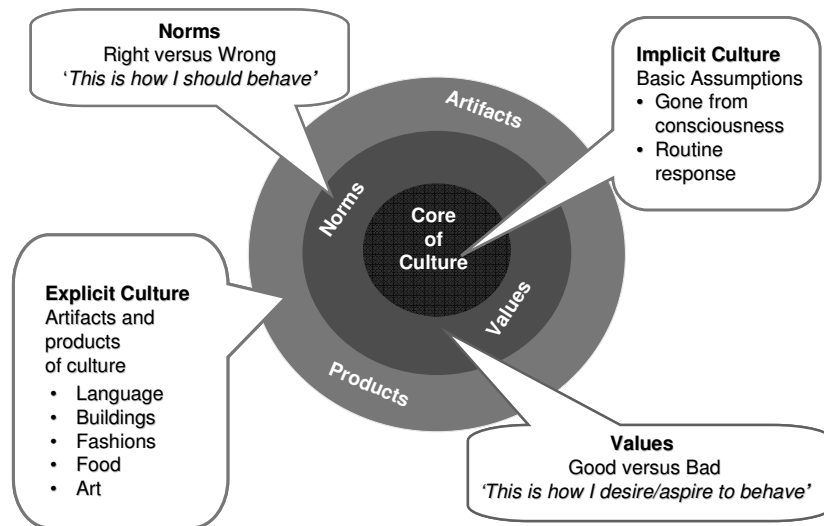 Norms
Right versus Wrong
‘This is how I should behave’
Implicit Culture
Basic Assumptions
• Gone from
consciousness
• Routine
response
Artifacts
Norms
Core
of
Culture
Values
Products
Explicit Culture
Artifacts and
products
of culture
• Language
• Buildings
• Fashions
• Food
• Art
Values
Good versus Bad
‘This is how I desire/aspire to behave’